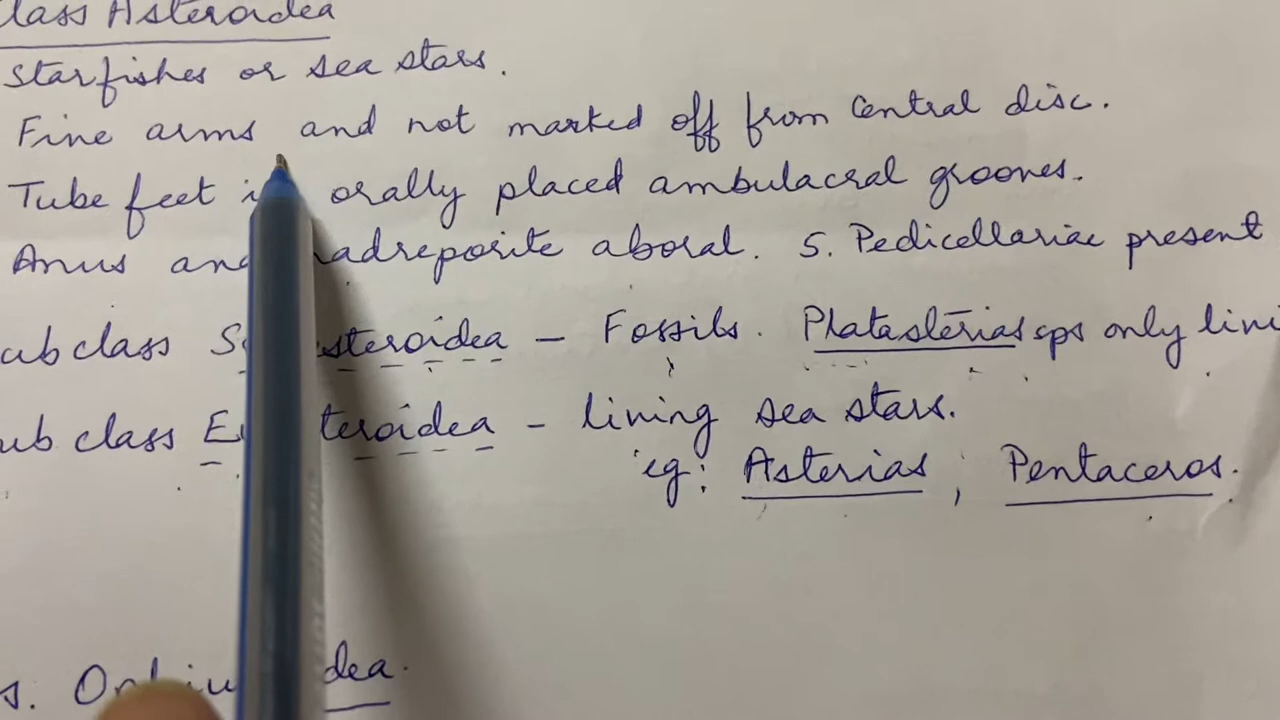 lass Asteroidea
Starfishes or sea stars.
Fine arms and not marked off from central disc.
Tube feet orally placed ambulacral grooves.
Anus and adreporite aboral. 5. Pedicellariae present
ub class steroidea – Fossils. Platasterias sps only livi
ub class teroidea – living sea stars.
eg: Asterias, Pentaceros.
s. dea.